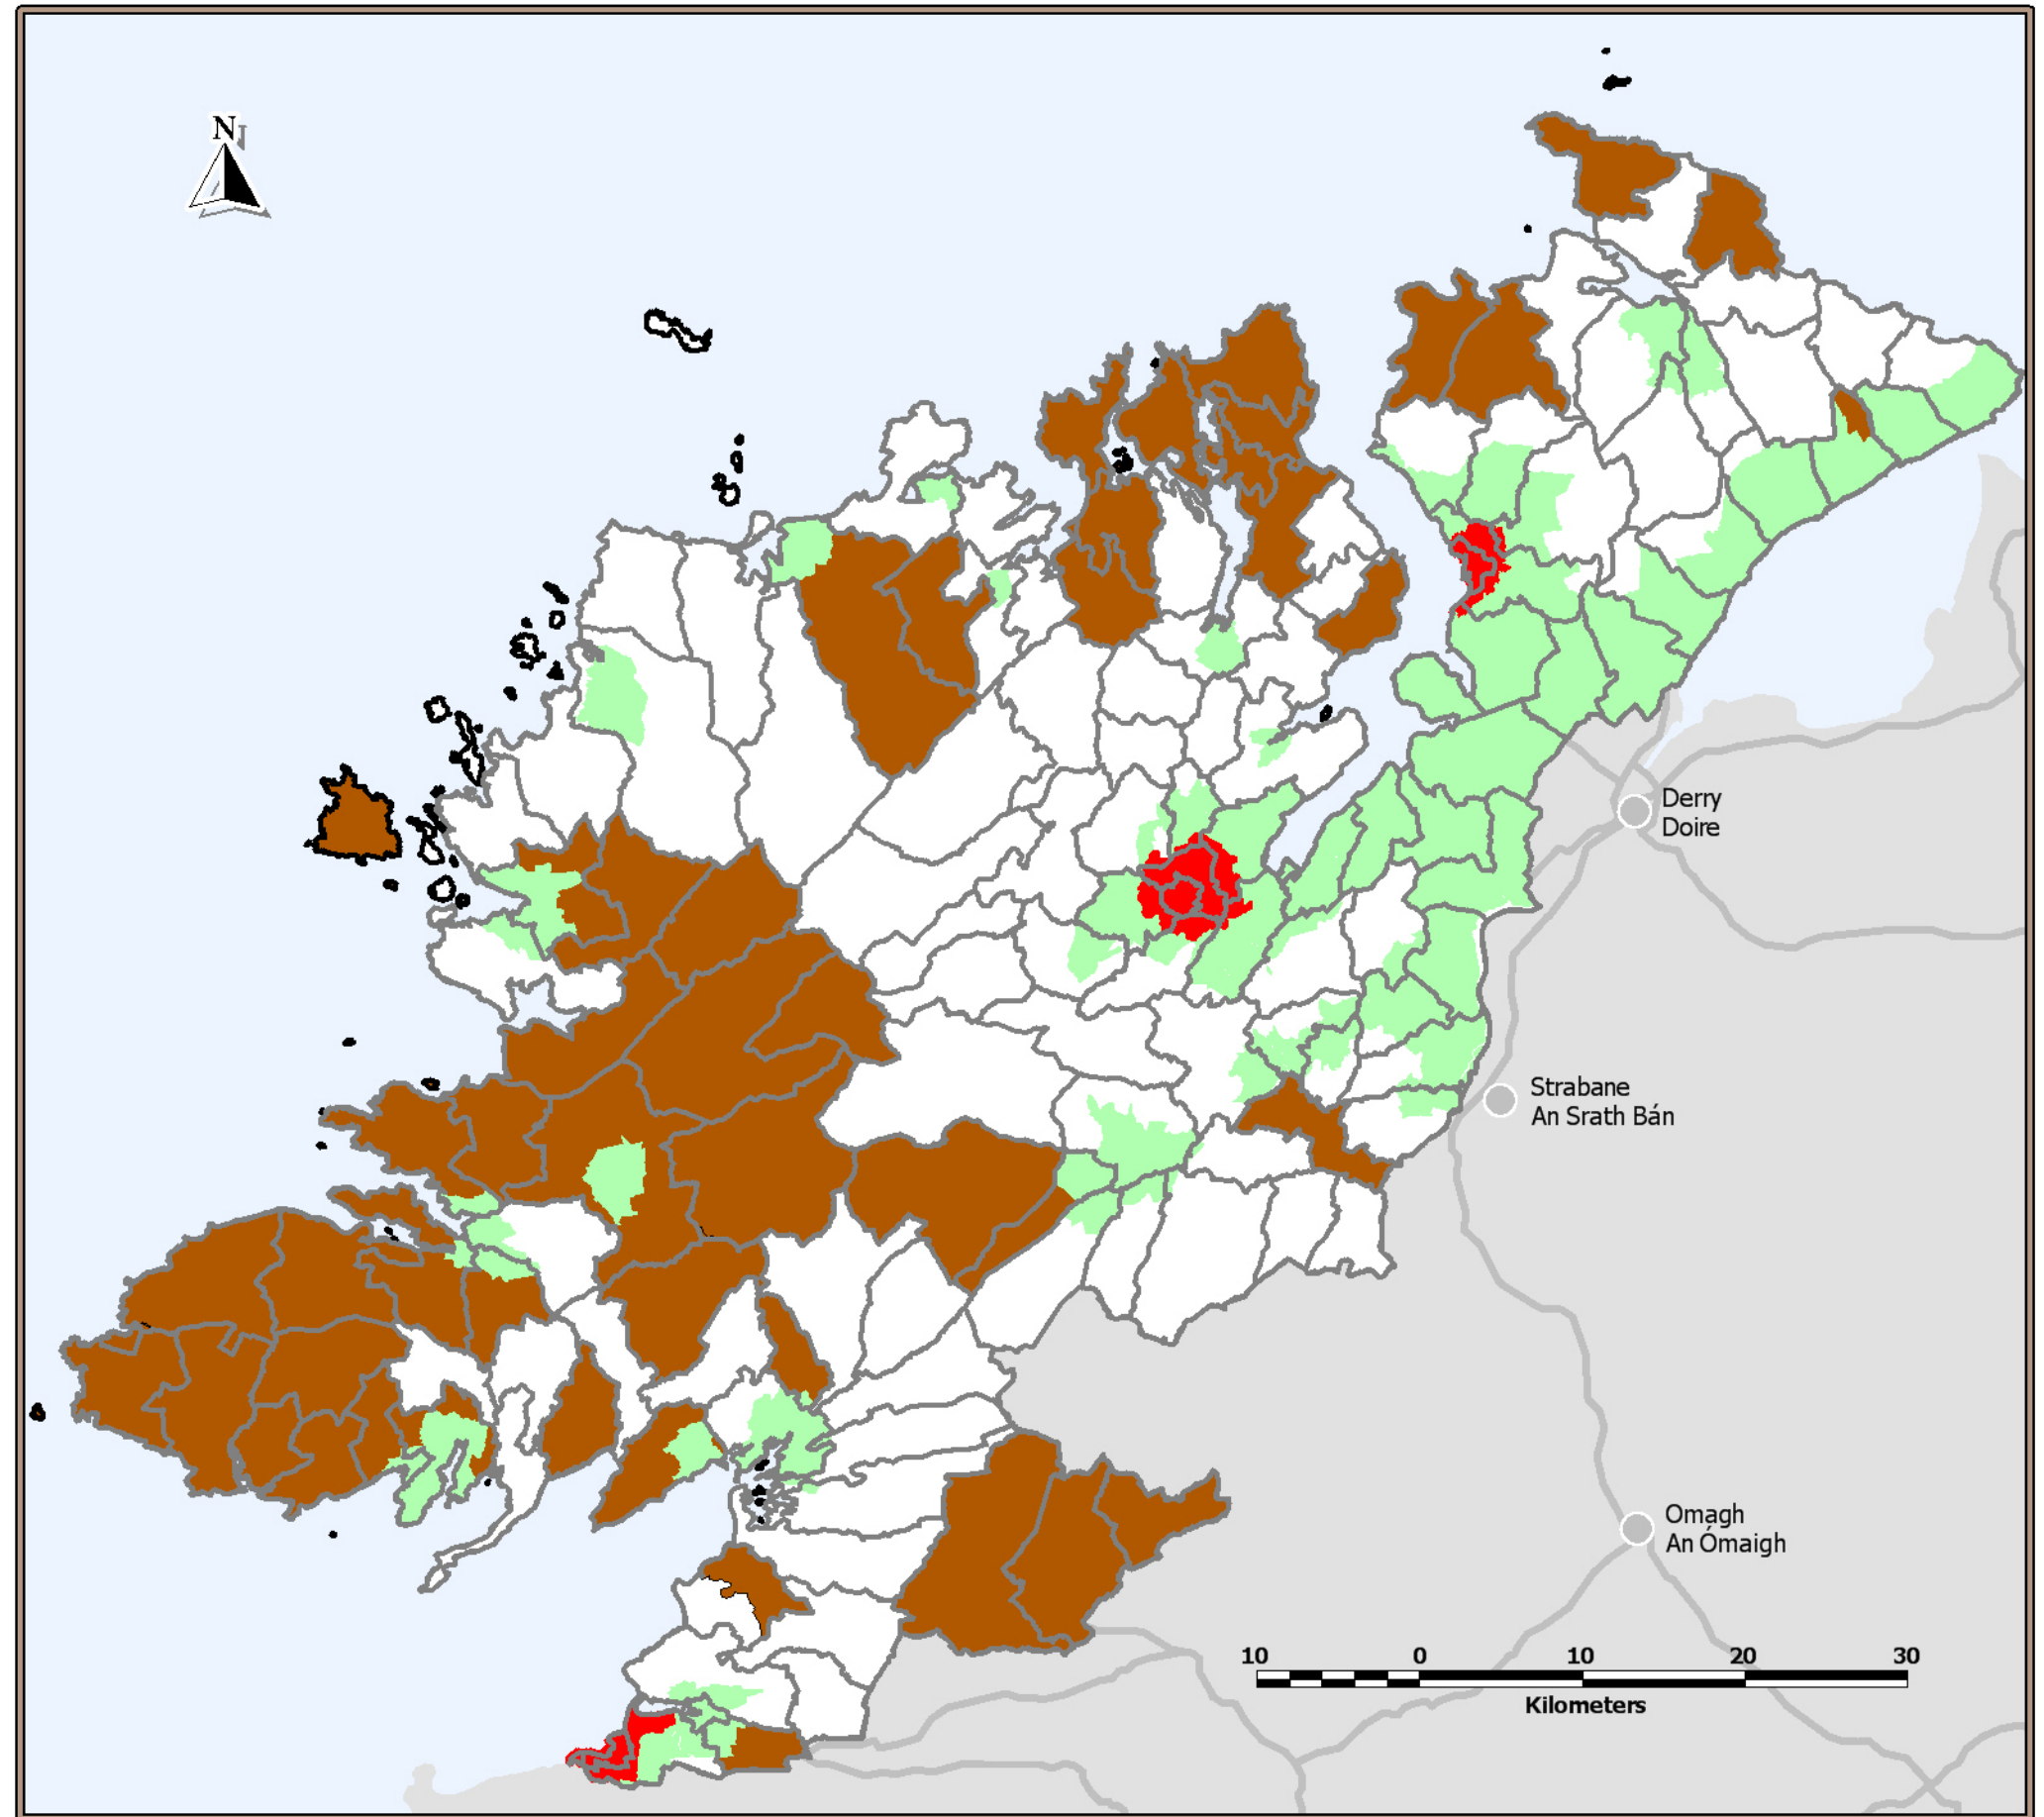 N
Derry
Doire
Strabane
An Srath Bán
Omagh
An Ómaigh
10 0 10 20 30
Kilometers